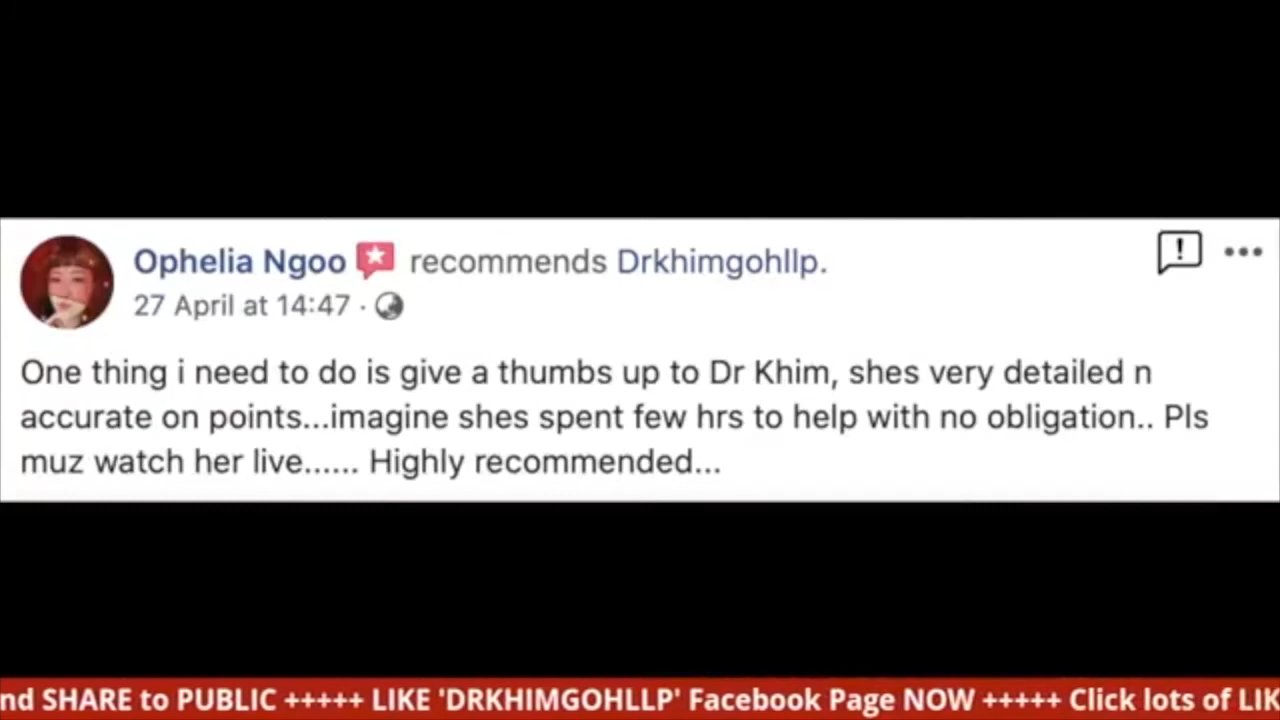 Ophelia Ngoo recommends Drkhimgohllp.
27 April at 14:47 ·
One thing i need to do is give a thumbs up to Dr Khim, shes very detailed n
accurate on points...imagine shes spent few hrs to help with no obligation.. Pls
muz watch her live...... Highly recommended...
nd SHARE to PUBLIC +++++ LIKE 'DRKHIMGOHLLP' Facebook Page NOW +++++ Click lots of LIK